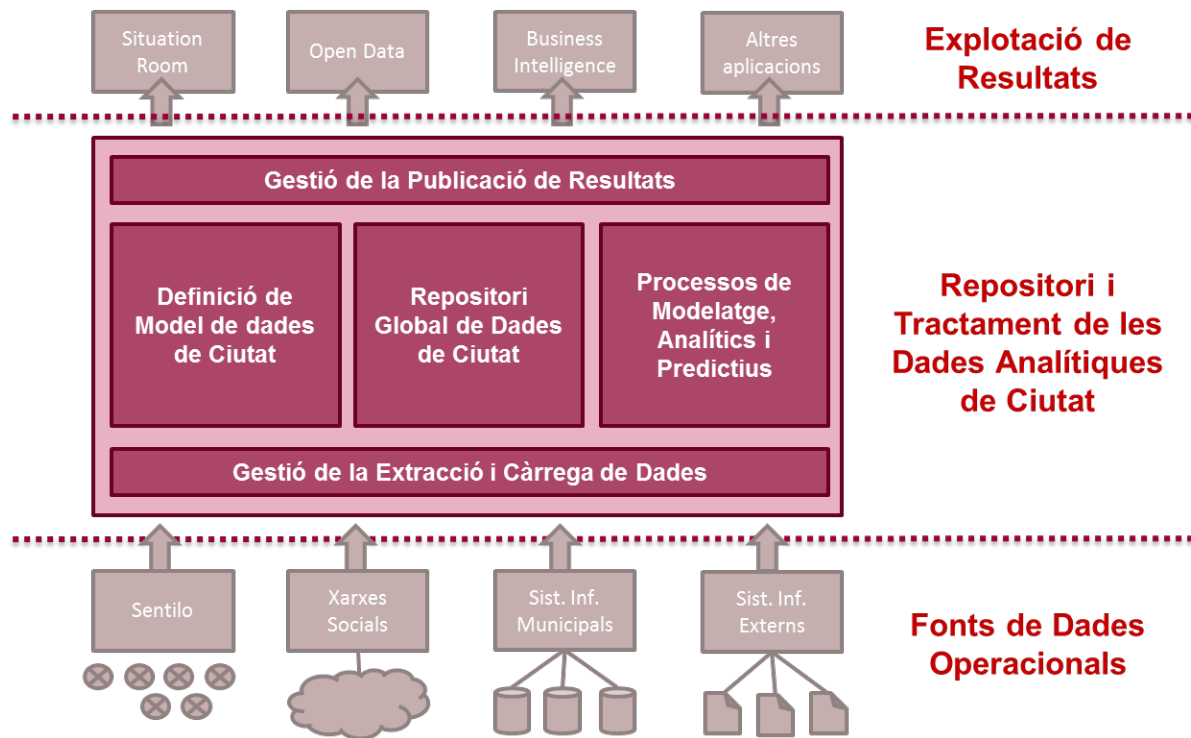 Situation
Room
Open Data
Business
Intelligence
Altres
aplicacions
Explotació de
Resultats
Gestió de la Publicació de Resultats
Definició de
Model de dades
de Ciutat
Repositori
Global de Dades
de Ciutat
Processos de
Modelatge,
Analítics i
Predictius
Repositori i
Tractament de les
Dades Analítiques
de Ciutat
Gestió de la Extracció i Càrrega de Dades
Sentilo
Xarxes
Socials
Sist. Inf.
Municipals
Sist. Inf.
Externs
Fonts de Dades
Operacionals